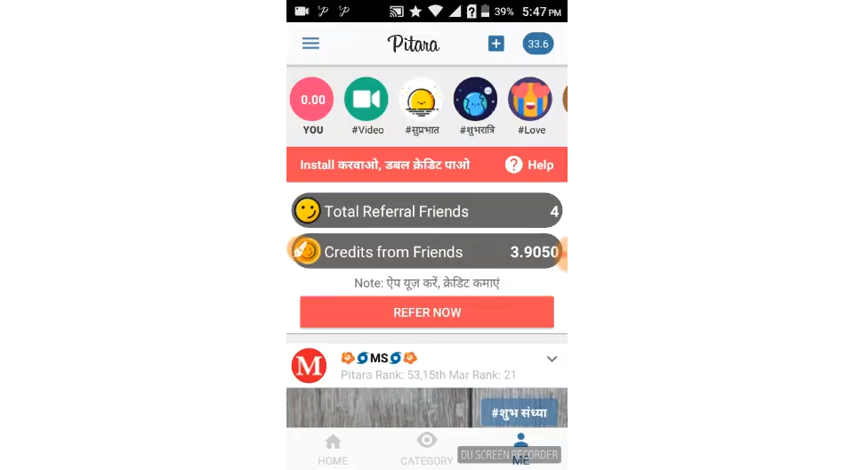 39% 5:47 PM
Pitara
33.6
0.00
YOU
#Video
#सुप्रभात
#शुभरात्रि
#Love
Install करवाओ, डबल क्रेडिट पाओ
Help
Total Referral Friends 4
Credits from Friends 3.9050
Note: ऐप यूज़ करें, क्रेडिट कमाएं
REFER NOW
M
MS
Pitara Rank: 53,15th Mar Rank: 21
#शुभ संध्या
HOME
CATEGORY
ME
DU SCREEN RECORDER